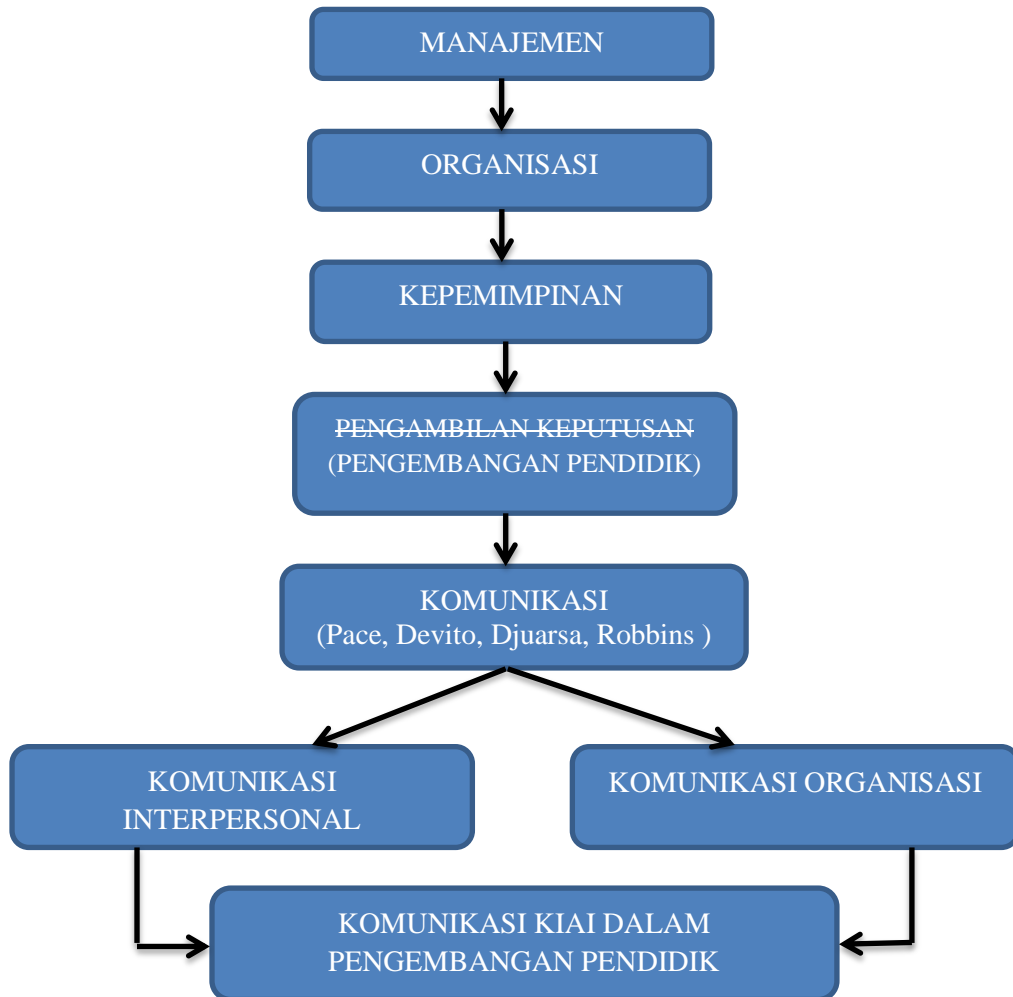 MANAJEMEN
ORGANISASI
KEPEMIMPINAN
PENGAMBILAN KEPUTUSAN
(PENGEMBANGAN PENDIDIK)
KOMUNIKASI
(Pace, Devito, Djuarsa, Robbins )
KOMUNIKASI
INTERPERSONAL
KOMUNIKASI ORGANISASI
KOMUNIKASI KIAI DALAM
PENGEMBANGAN PENDIDIK